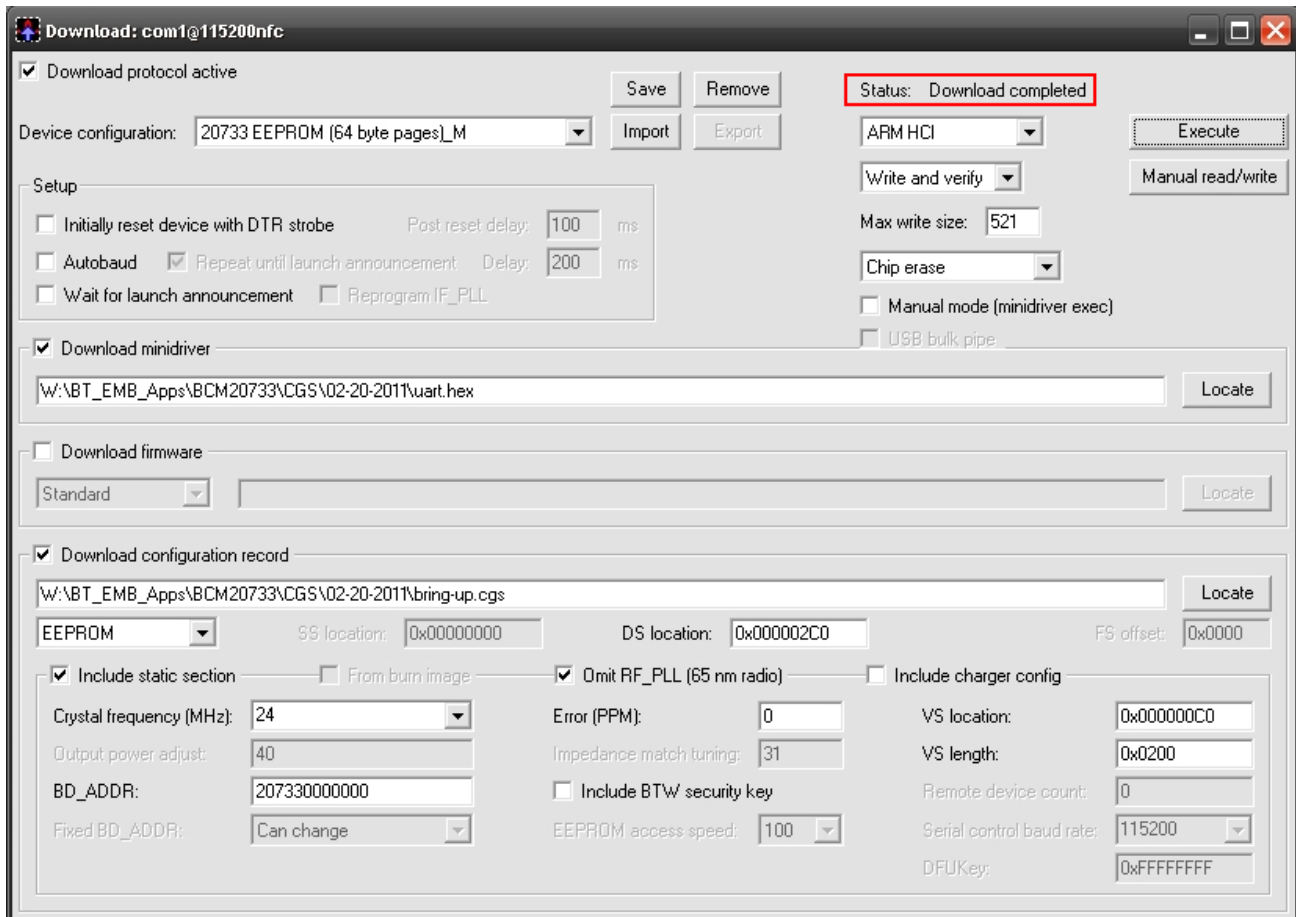 Download: com1@115200nfc
Download protocol active
Save Remove Status: Download completed
Device configuration: 20733 EEPROM (64 byte pages)_M Import Export ARM HCI Execute
Write and verify Manual read/write
Setup
Initially reset device with DTR strobe Post reset delay: 100 ms Max write size: 521
Autobaud Repeat until launch announcement Delay: 200 ms Chip erase
Wait for launch announcement Reprogram IF_PLL Manual mode (minidriver exec)
USB bulk pipe
Download minidriver
W:\BT_EMB_Apps\BCM20733\CGS\02-20-2011\uart.hex Locate
Download firmware
Standard Locate
Download configuration record
W:\BT_EMB_Apps\BCM20733\CGS\02-20-2011\bring-up.cgs Locate
EEPROM SS location: 0x00000000 DS location: 0x000002C0 FS offset: 0x0000
Include static section From burn image Omit RF_PLL (65 nm radio) Include charger config
Crystal frequency (MHz): 24 Error (PPM): 0 VS location: 0x000000C0
Output power adjust: 40 Impedance match tuning: 31 VS length: 0x0200
BD_ADDR: 207330000000 Include BTW security key Remote device count: 0
Fixed BD_ADDR: Can change EEPROM access speed: 100 Serial control baud rate: 115200
DFUKey: 0xFFFFFFFF